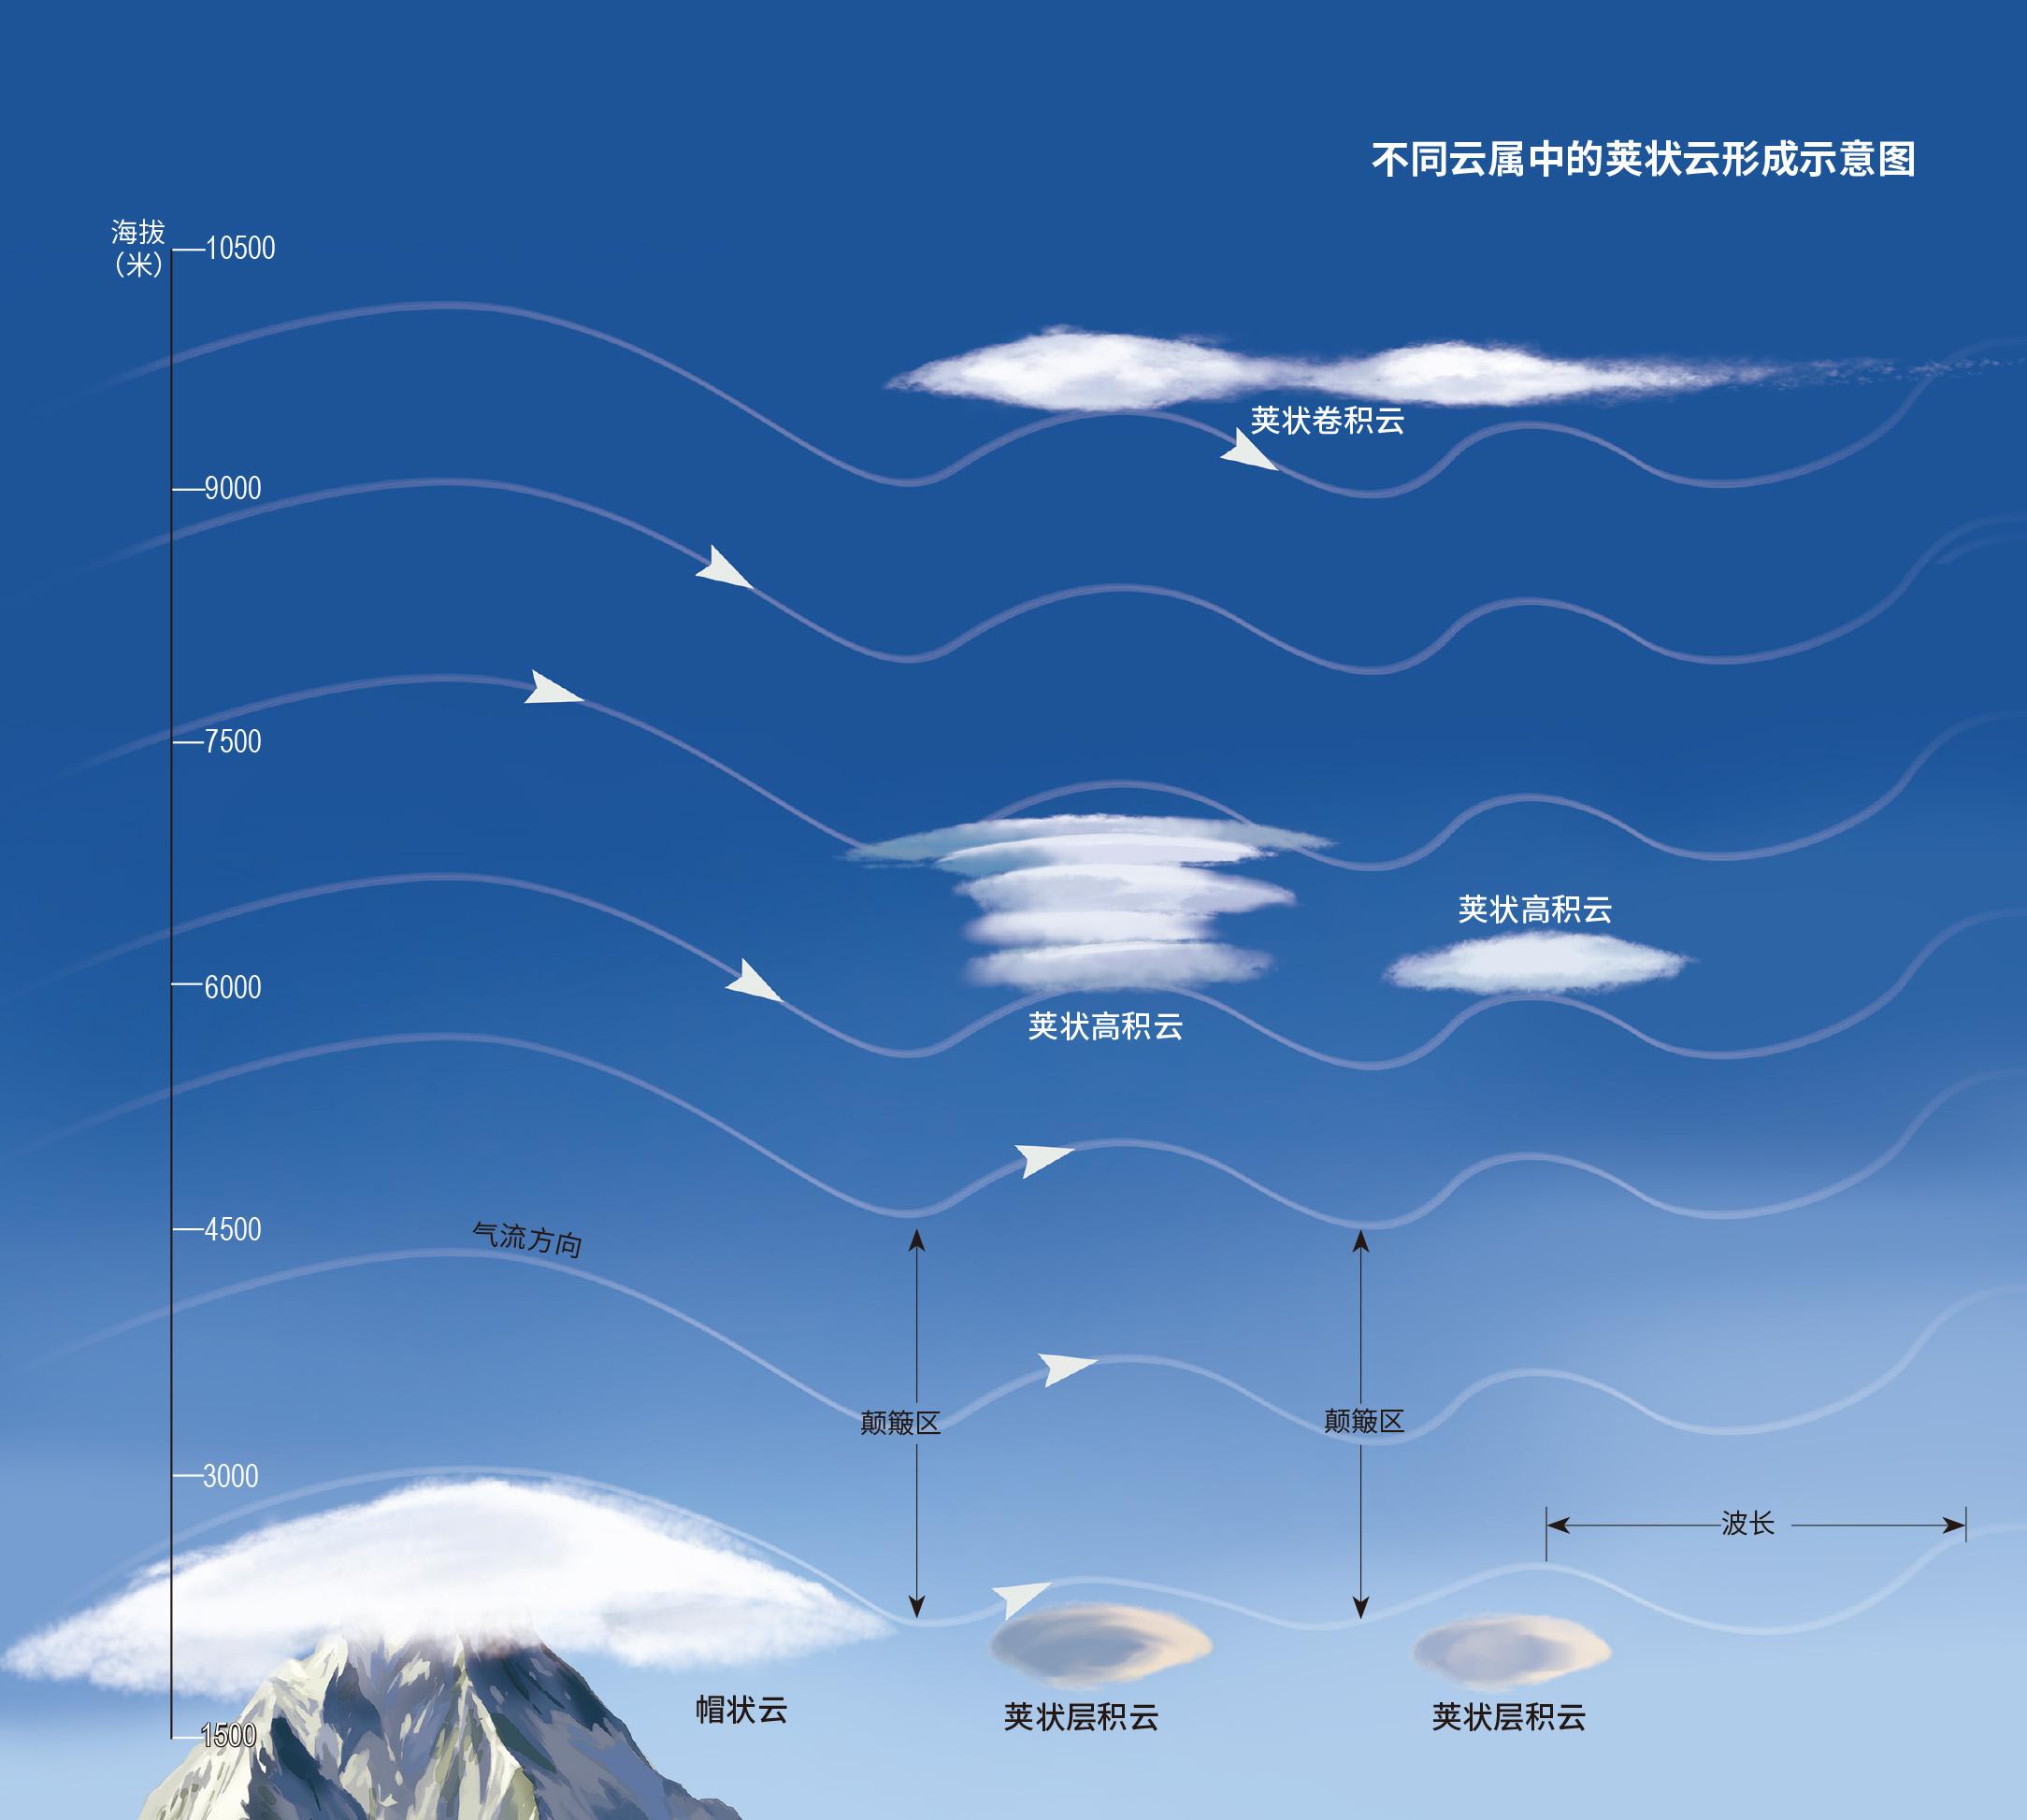 不同云属中的荚状云形成示意图
海拔
（米）
10500
荚状卷积云
9000
7500
荚状高积云
6000
荚状高积云
4500
气流方向
颠簸区
颠簸区
3000
波长
帽状云
荚状层积云
荚状层积云
1500